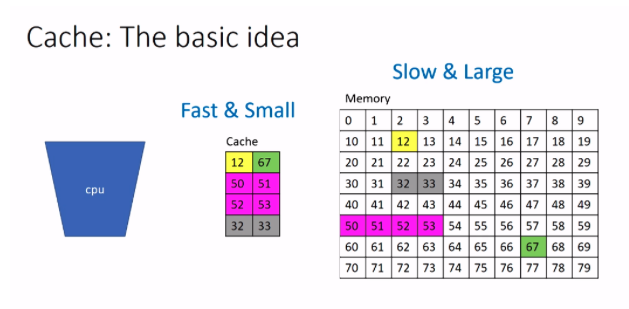 Cache: The basic idea
Slow & Large
Fast & Small
Memory
Cache
cpu
12 67
50 51
52 53
32 33
0 1 2 3 4 5 6 7 8 9
10 11 12 13 14 15 16 17 18 19
20 21 22 23 24 25 26 27 28 29
30 31 32 33 34 35 36 37 38 39
40 41 42 43 44 45 46 47 48 49
50 51 52 53 54 55 56 57 58 59
60 61 62 63 64 65 66 67 68 69
70 71 72 73 74 75 76 77 78 79